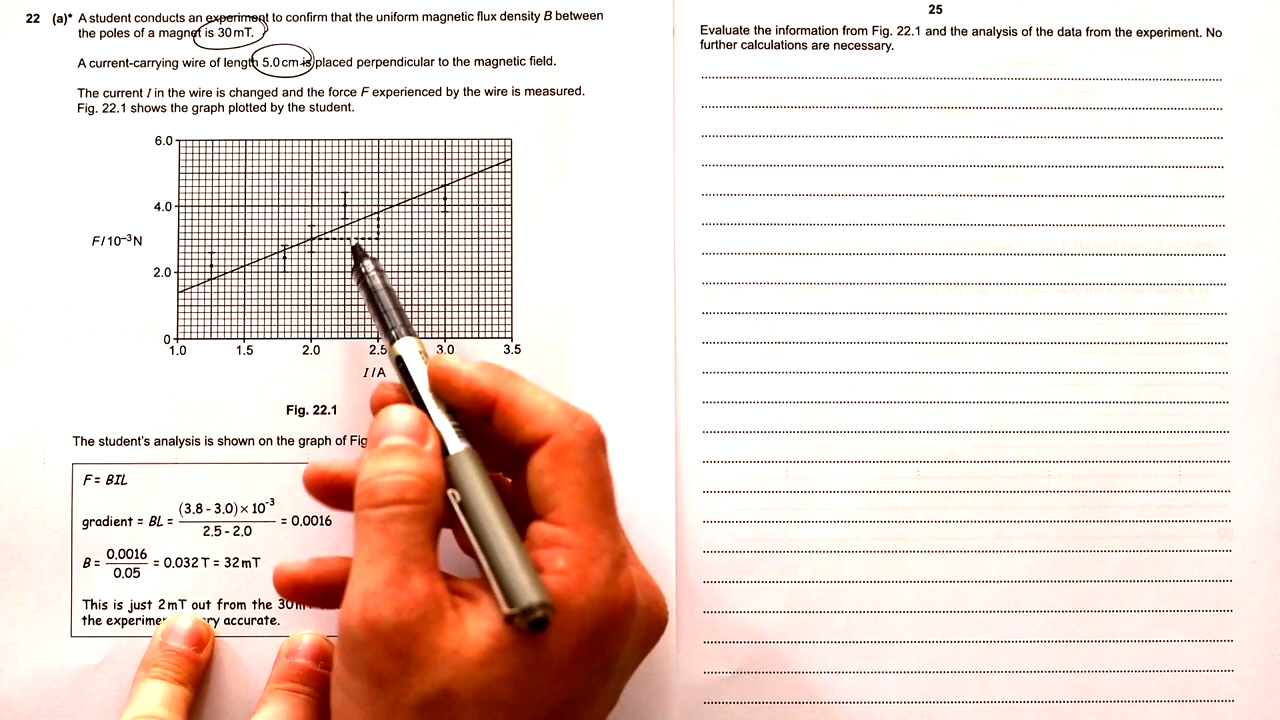 22 (a)* A student conducts an experiment to confirm that the uniform magnetic flux density B between
the poles of a magnet is 30 mT.
A current-carrying wire of length 5.0 cm is placed perpendicular to the magnetic field.
The current I in the wire is changed and the force F experienced by the wire is measured.
Fig. 22.1 shows the graph plotted by the student.
6.0
4.0
F/10⁻³N
2.0
0
1.0 1.5 2.0 2.5 3.0 3.5
I/A
Fig. 22.1
The student's analysis is shown on the graph of
F = BIL
gradient = BL = (3.8 - 3.0) × 10⁻³ / 2.5 - 2.0 = 0.0016
B = 0.0016 / 0.05 = 0.032 T = 32 mT
This is just 2 mT out from the
the accurate.
25
Evaluate the information from Fig. 22.1 and the analysis of the data from the experiment. No
further calculations are necessary.